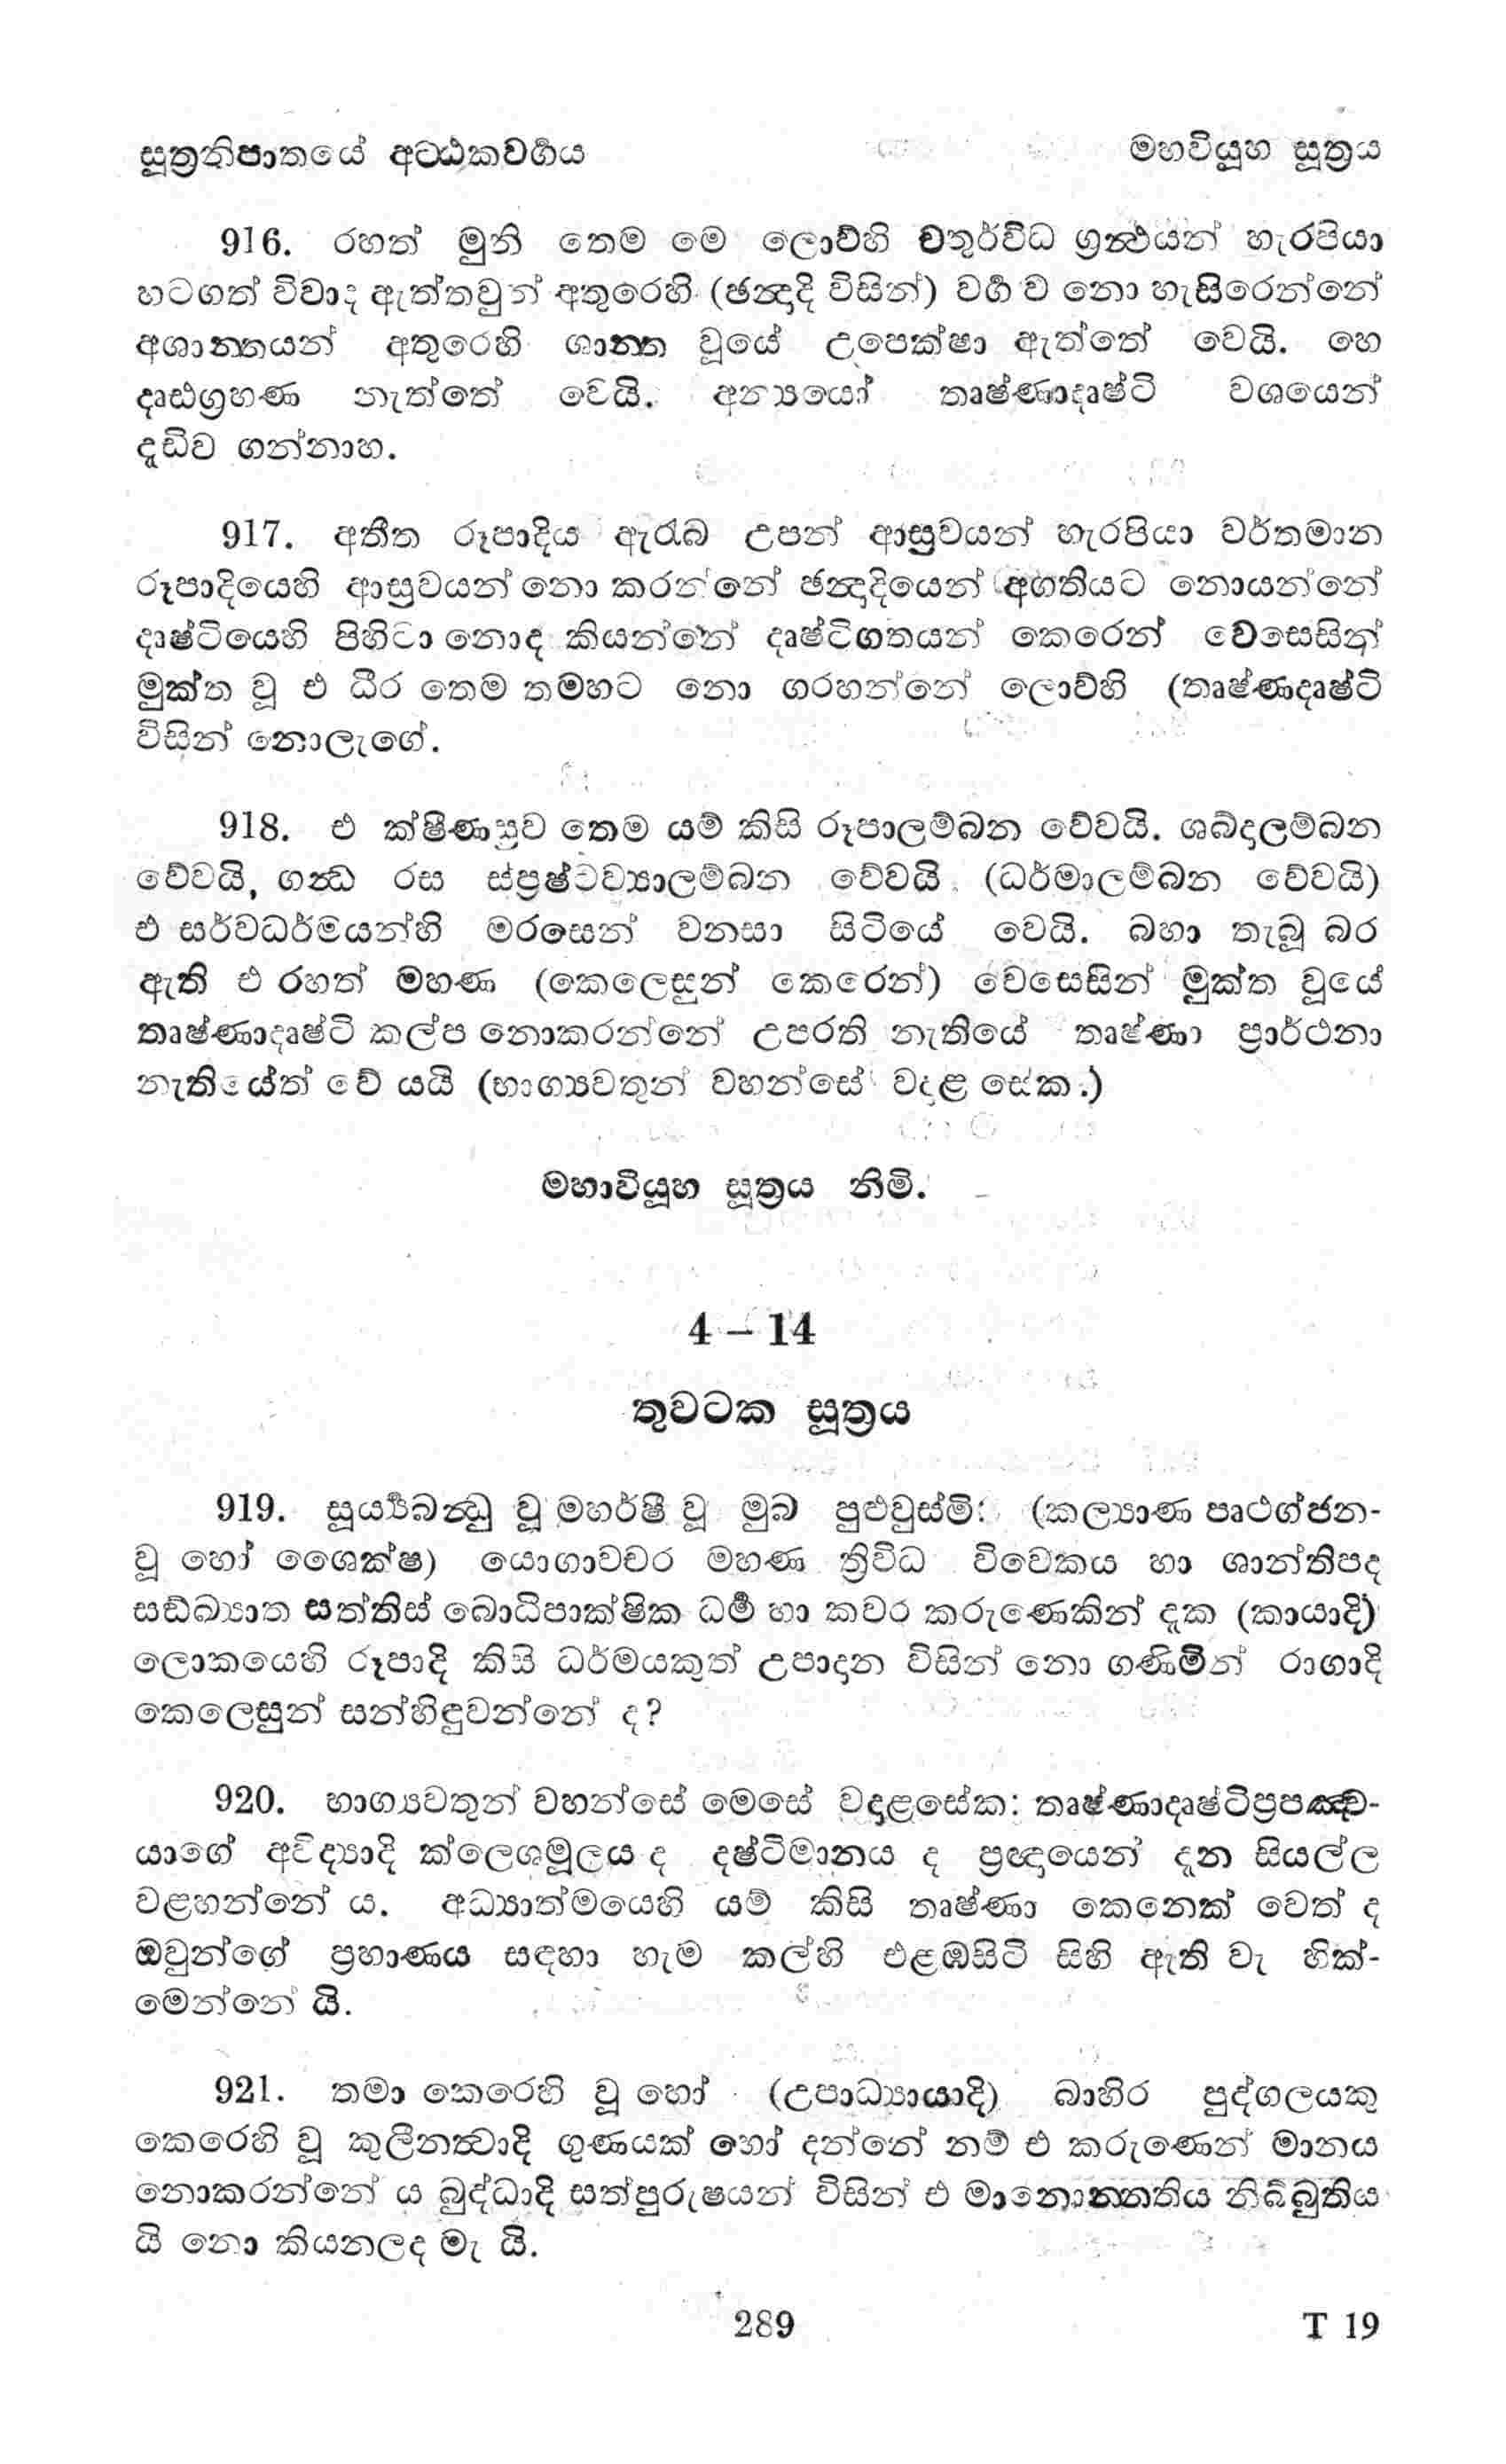 සූත්‍රනිපාතයේ අට්ඨකවර්‍ගය මහවියූහ සූත්‍රය
916. රහත් මුනි තෙම මෙ ලොව්හි චතුර්විධ ග්‍රන්‍ථයන් හැරපියා
හටගත් විවාද ඇත්තවුන් අතුරෙහි (ඡන්‍දාදි විසින්) වර්‍ග ව නො හැසිරෙන්නේ
අශාන්‍තයන් අතුරෙහි ශාන්‍ත වූයේ උපෙක්ෂා ඇත්තේ වෙයි. හෙ
දෘඪග්‍රහණ නැත්තේ වෙයි. අන්‍යයෝ තෘෂ්ණාදෘෂ්ටි වශයෙන්
දැඩිව ගන්නාහ.
917. අතීත රූපාදිය ඇරැබ උපන් ආස්‍රවයන් හැරපියා වර්තමාන
රූපාදියෙහි ආස්‍රවයන් නො කරන්නේ ඡන්‍දාදියෙන් අගතියට නොයන්නේ
දෘෂ්ටියෙහි පිහිටා නොද කියන්නේ දෘෂ්ටිගතයන් කෙරෙන් වෙසෙසින්
මුක්ත වූ එ ධීර තෙම තමහට නො ගරහන්නේ ලොව්හි (තෘෂ්ණදෘෂ්ටි
විසින් නොලැගේ.
918. එ ක්ෂීණාස්‍රව තෙම යම් කිසි රූපාලම්බන වේවයි. ශබ්දාලම්බන
වේවයි, ගන්‍ධ රස ස්ප්‍රෂ්ටව්‍යාලම්බන වේවයි. (ධර්මාලම්බන වේවයි)
එ සර්වධර්මයන්හි මරසෙන් වනසා සිටියේ වෙයි. බහා තැබූ බර
ඇති එ රහත් මහණ (කෙලෙසුන් කෙරෙන්) වෙසෙසින් මුක්ත වූයේ
තෘෂ්ණාදෘෂ්ටි කල්ප නොකරන්නේ උපරති නැතියේ තෘෂ්ණා ප්‍රාර්ථනා
නැතියේත් වේ යයි (භාග්‍යවතුන් වහන්සේ වදාළ සේක.)
මහාවියූහ සූත්‍රය නිමි.
4 – 14
තුවටක සූත්‍රය
919. සූර්‍ය්‍යබන්‍ධු වූ මහර්ෂී වූ මුබ පුළුවුස්මි: (කල්‍යාණ පෘථග්ජන-
වූ හෝ ශෛක්ෂ) යොගාවචර මහණ ත්‍රිවිධ විවෙකය හා ශාන්තිපද
සඞ්ඛ්‍යාත සත්තිස් බොධිපාක්ෂික ධර්‍ම හා කවර කරුණෙකින් දැක (කායාදි)
ලොකයෙහි රූපාදි කිසි ධර්මයකුත් උපාදාන විසින් නො ගණිමින් රාගාදි
කෙලෙසුන් සන්හිඳුවන්නේ ද?
920. භාග්‍යවතුන් වහන්සේ මෙසේ වදාළසේක: තෘෂ්ණාදෘෂ්ටිප්‍රපඤ්ච-
යාගේ අවිද්‍යාදි ක්ලෙශමූලය ද දෂ්ටිමානය ද ප්‍රඥායෙන් දැන සියල්ල
වළහන්නේ ය. අධ්‍යාත්මයෙහි යම් කිසි තෘෂ්ණා කෙනෙක් වෙත් ද
ඔවුන්ගේ ප්‍රහාණය සඳහා හැම කල්හි එළඹසිටි සිහි ඇති වැ හික්-
මෙන්නේ යි.
921. තමා කෙරෙහි වූ හෝ (උපාධ්‍යායාදි) බාහිර පුද්ගලයකු
කෙරෙහි වූ කුලිනත්‍වාදි ගුණයක් හෝ දන්නේ නම් එ කරුණෙන් මානය
නොකරන්නේ ය බුද්ධාදි සත්පුරුෂයන් විසින් එ මානොන්‍නතිය නිබ්බුතිය
යි නො කියනලද මැ යි.
289 T 19